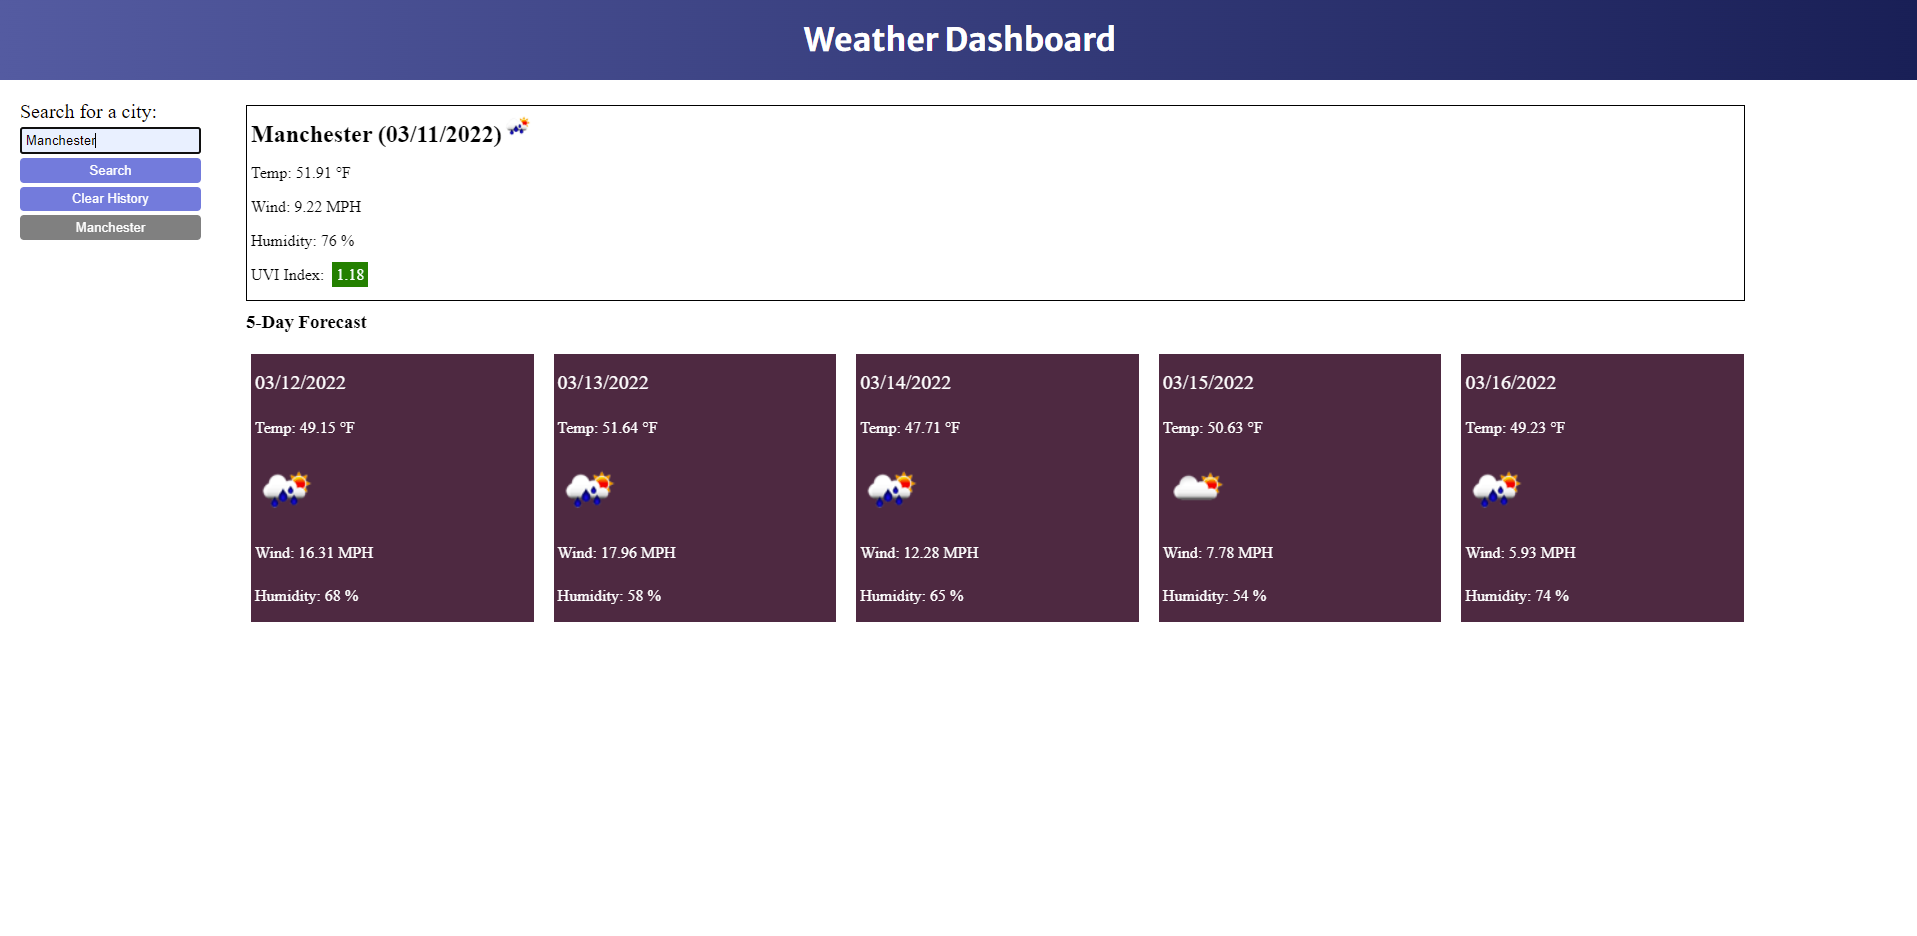 Weather Dashboard
Search for a city:
Manchester
Search
Clear History
Manchester
Manchester (03/11/2022)
Temp: 51.91 °F
Wind: 9.22 MPH
Humidity: 76 %
UVI Index: 1.18
5-Day Forecast
03/12/2022
Temp: 49.15 °F
Wind: 16.31 MPH
Humidity: 68 %
03/13/2022
Temp: 51.64 °F
Wind: 17.96 MPH
Humidity: 58 %
03/14/2022
Temp: 47.71 °F
Wind: 12.28 MPH
Humidity: 65 %
03/15/2022
Temp: 50.63 °F
Wind: 7.78 MPH
Humidity: 54 %
03/16/2022
Temp: 49.23 °F
Wind: 5.93 MPH
Humidity: 74 %